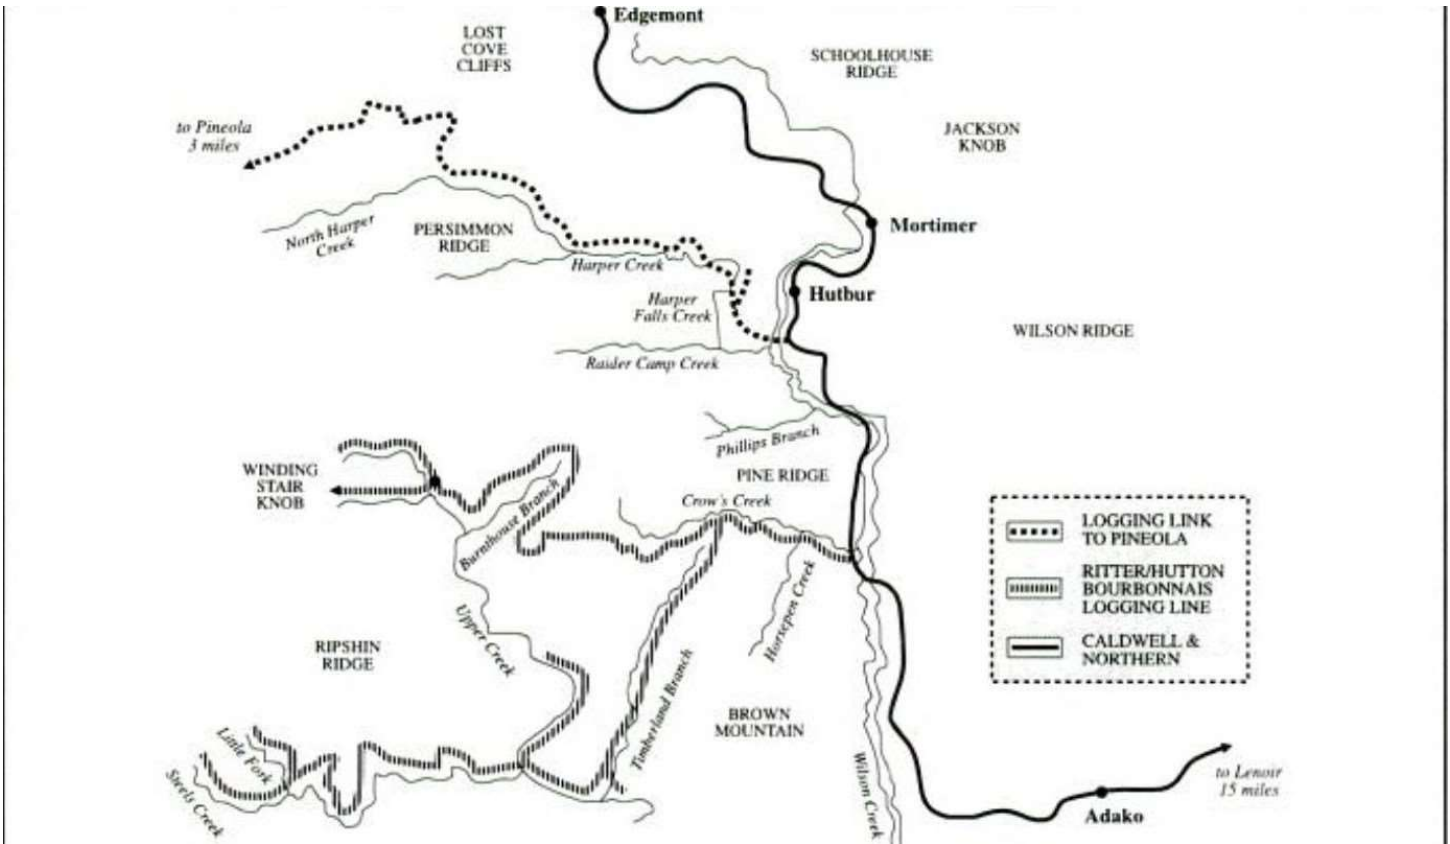 Edgemont
LOST
COVE
CLIFFS
SCHOOLHOUSE
RIDGE
to Pineola
3 miles
JACKSON
KNOB
North Harper
Creek
PERSIMMON
RIDGE
Mortimer
Harper Creek
Harper
Falls Creek
Hutbur
WILSON RIDGE
Raider Camp Creek
Phillips Branch
WINDING
STAIR
KNOB
PINE RIDGE
Crow's Creek
Burnthouse Branch
LOGGING LINK
TO PINEOLA
RITTER/HUTTON
BOURBONNAIS
LOGGING LINE
CALDWELL &
NORTHERN
Horsepen Creek
Upper Creek
RIPSHIN
RIDGE
Timberland Branch
BROWN
MOUNTAIN
Little Fork
Steels Creek
Wilson Creek
to Lenoir
15 miles
Adako